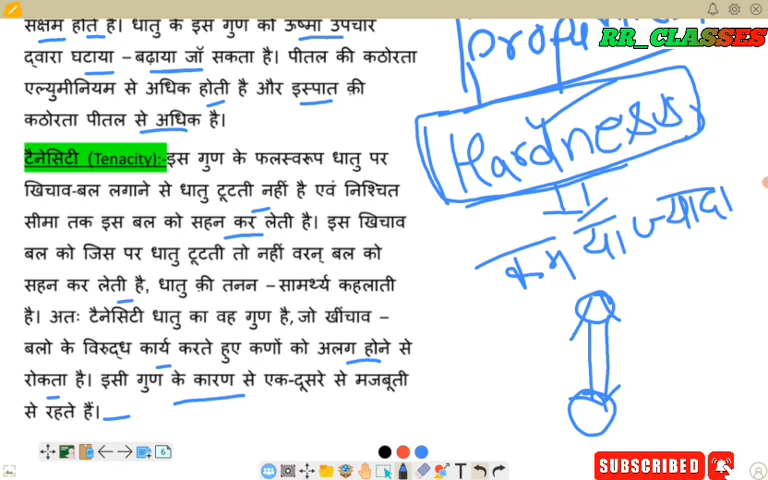 सक्षम होते है। धातु के इस गुण को ऊष्मा उपचार
द्वारा घटाया – बढ़ाया जॉ सकता है। पीतल की कठोरता
एल्युमीनियम से अधिक होती है और इस्पात क़ी
कठोरता पीतल से अधिक है।
टैनेसिटी (Tenacity):-इस गुण के फलस्वरूप धातु पर
खिचाव-बल लगाने से धातु टूटती नहीं है एवं निश्चित
सीमा तक इस बल को सहन कर लेती है। इस खिचाव
बल को जिस पर धातु टूटती तो नहीं वरन् बल को
सहन कर लेती है, धातु क़ी तनन – सामर्थ्य कहलाती
है। अतः टैनेसिटी धातु का वह गुण है, जो खींचाव –
बलो के विरुद्ध कार्य करते हुए कणों को अलग होने से
रोकता है। इसी गुण के कारण से एक-दूसरे से मजबूती
से रहते हैं।
RR_CLASSES
Hardness
कम या ज्यादा
6
T
SUBSCRIBED